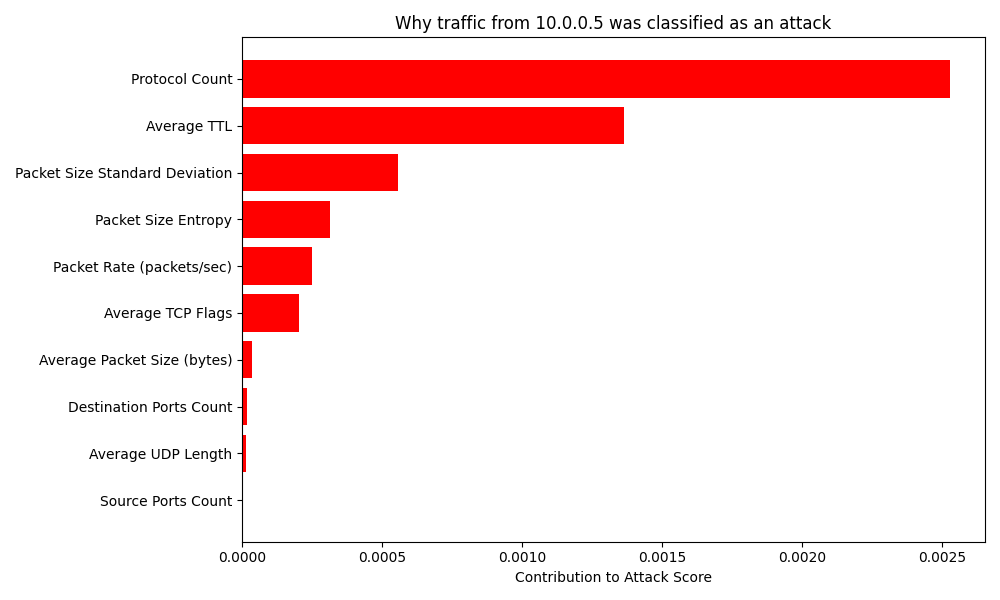 Why traffic from 10.0.0.5 was classified as an attack
Protocol Count
Average TTL
Packet Size Standard Deviation
Packet Size Entropy
Packet Rate (packets/sec)
Average TCP Flags
Average Packet Size (bytes)
Destination Ports Count
Average UDP Length
Source Ports Count
0.0000 0.0005 0.0010 0.0015 0.0020 0.0025
Contribution to Attack Score